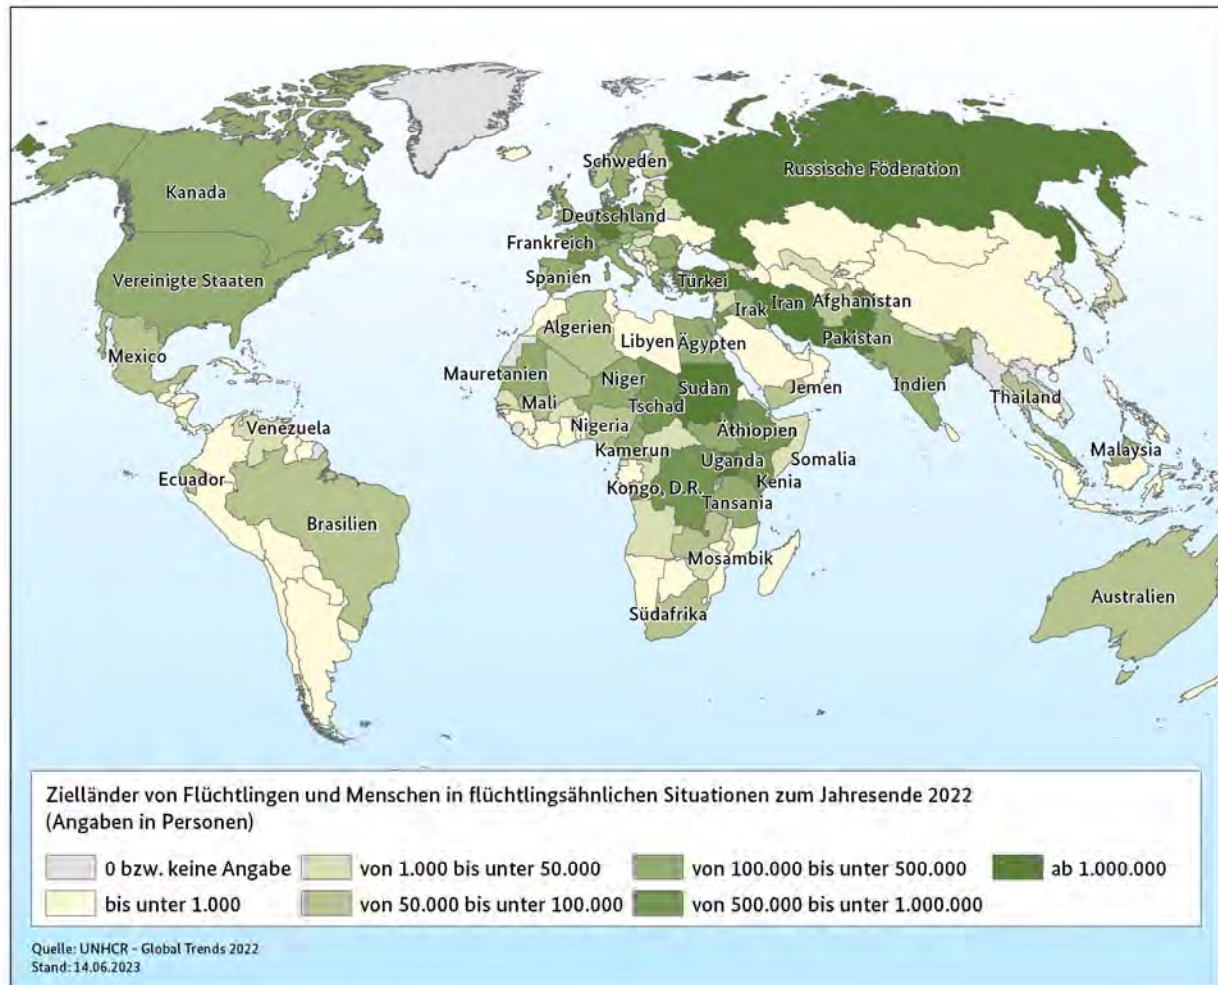 Kanada
Vereinigte Staaten
Mexico
Venezuela
Ecuador
Brasilien
Schweden
Deutschland
Frankreich
Spanien
Russische Föderation
Türkei
Irak
Iran
Afghanistan
Pakistan
Indien
Thailand
Malaysia
Algerien
Libyen
Ägypten
Mauretanien
Mali
Niger
Tschad
Sudan
Jemen
Nigeria
Kamerun
Äthiopien
Uganda
Somalia
Kenia
Kongo, D.R.
Tansania
Mosambik
Südafrika
Australien
Zielländer von Flüchtlingen und Menschen in flüchtlingsähnlichen Situationen zum Jahresende 2022
(Angaben in Personen)
0 bzw. keine Angabe
von 1.000 bis unter 50.000
von 100.000 bis unter 500.000
ab 1.000.000
bis unter 1.000
von 50.000 bis unter 100.000
von 500.000 bis unter 1.000.000
Quelle: UNHCR - Global Trends 2022
Stand: 14.06.2023